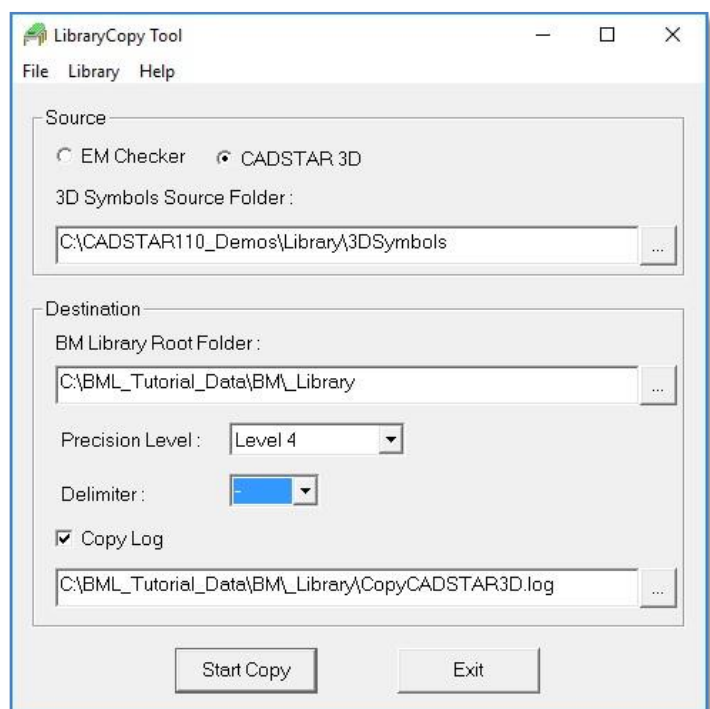 LibraryCopy Tool
File Library Help
Source
EM Checker CADSTAR 3D
3D Symbols Source Folder :
C:\CADSTAR110_Demos\Library\3DSymbols ...
Destination
BM Library Root Folder :
C:\BML_Tutorial_Data\BM\_Library ...
Precision Level : Level 4
Delimiter : -
Copy Log
C:\BML_Tutorial_Data\BM\_Library\CopyCADSTAR3D.log ...
Start Copy Exit